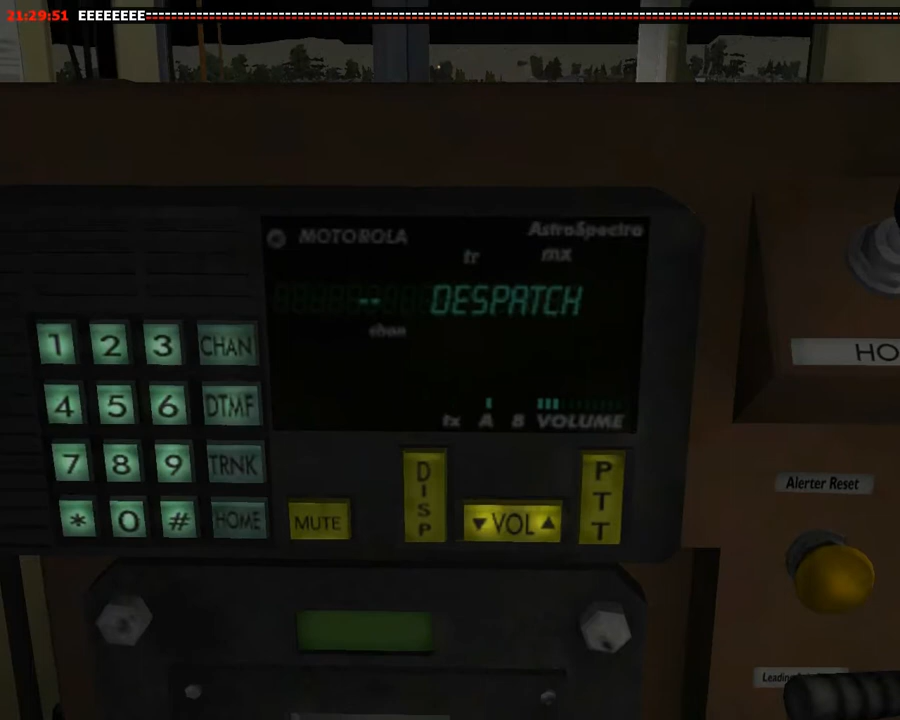 21:29:51 EEEEEEEE
MOTOROLA AstroSpectra
tr mx
-- DESPATCH
chan
1 2 3 CHAN
4 5 6 DTMF
tx A B VOLUME
7 8 9 TRNK
* 0 # HOME
MUTE
DISP
▼VOL▲
PTT
HO
Alerter Reset
Leading